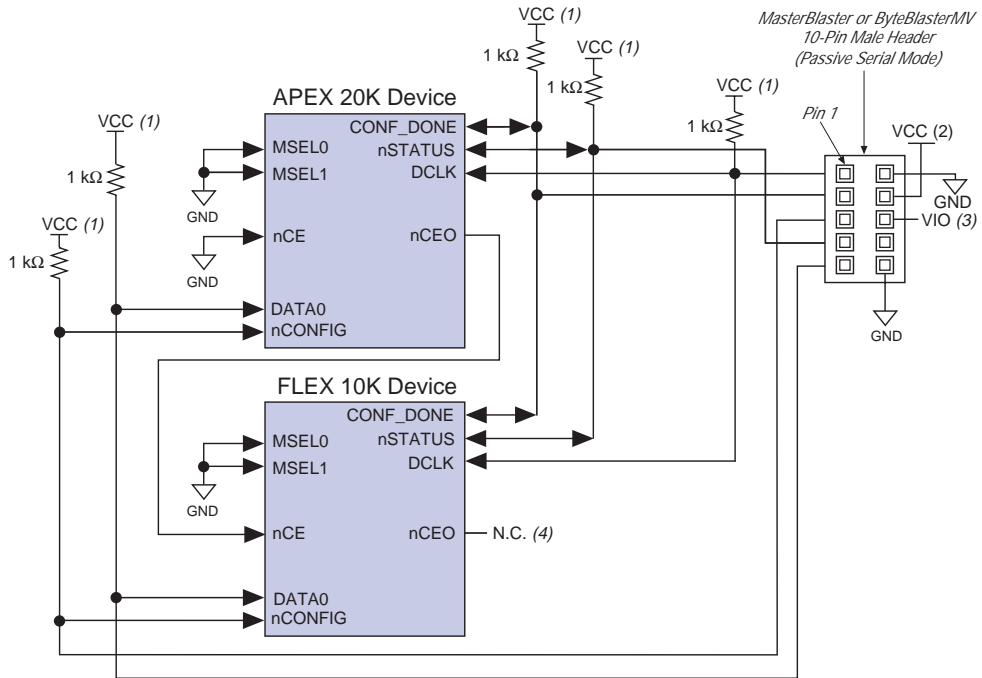 MasterBlaster or ByteBlasterMV
10-Pin Male Header
(Passive Serial Mode)
VCC (1)
1 kΩ
VCC (1)
1 kΩ
VCC (1)
1 kΩ
Pin 1
VCC (2)
GND
VIO (3)
GND
VCC (1)
1 kΩ
VCC (1)
1 kΩ
APEX 20K Device
CONF_DONE
MSEL0
nSTATUS
MSEL1
DCLK
GND
nCE
nCEO
GND
DATA0
nCONFIG
FLEX 10K Device
CONF_DONE
MSEL0
nSTATUS
MSEL1
DCLK
GND
nCE
nCEO
N.C. (4)
DATA0
nCONFIG